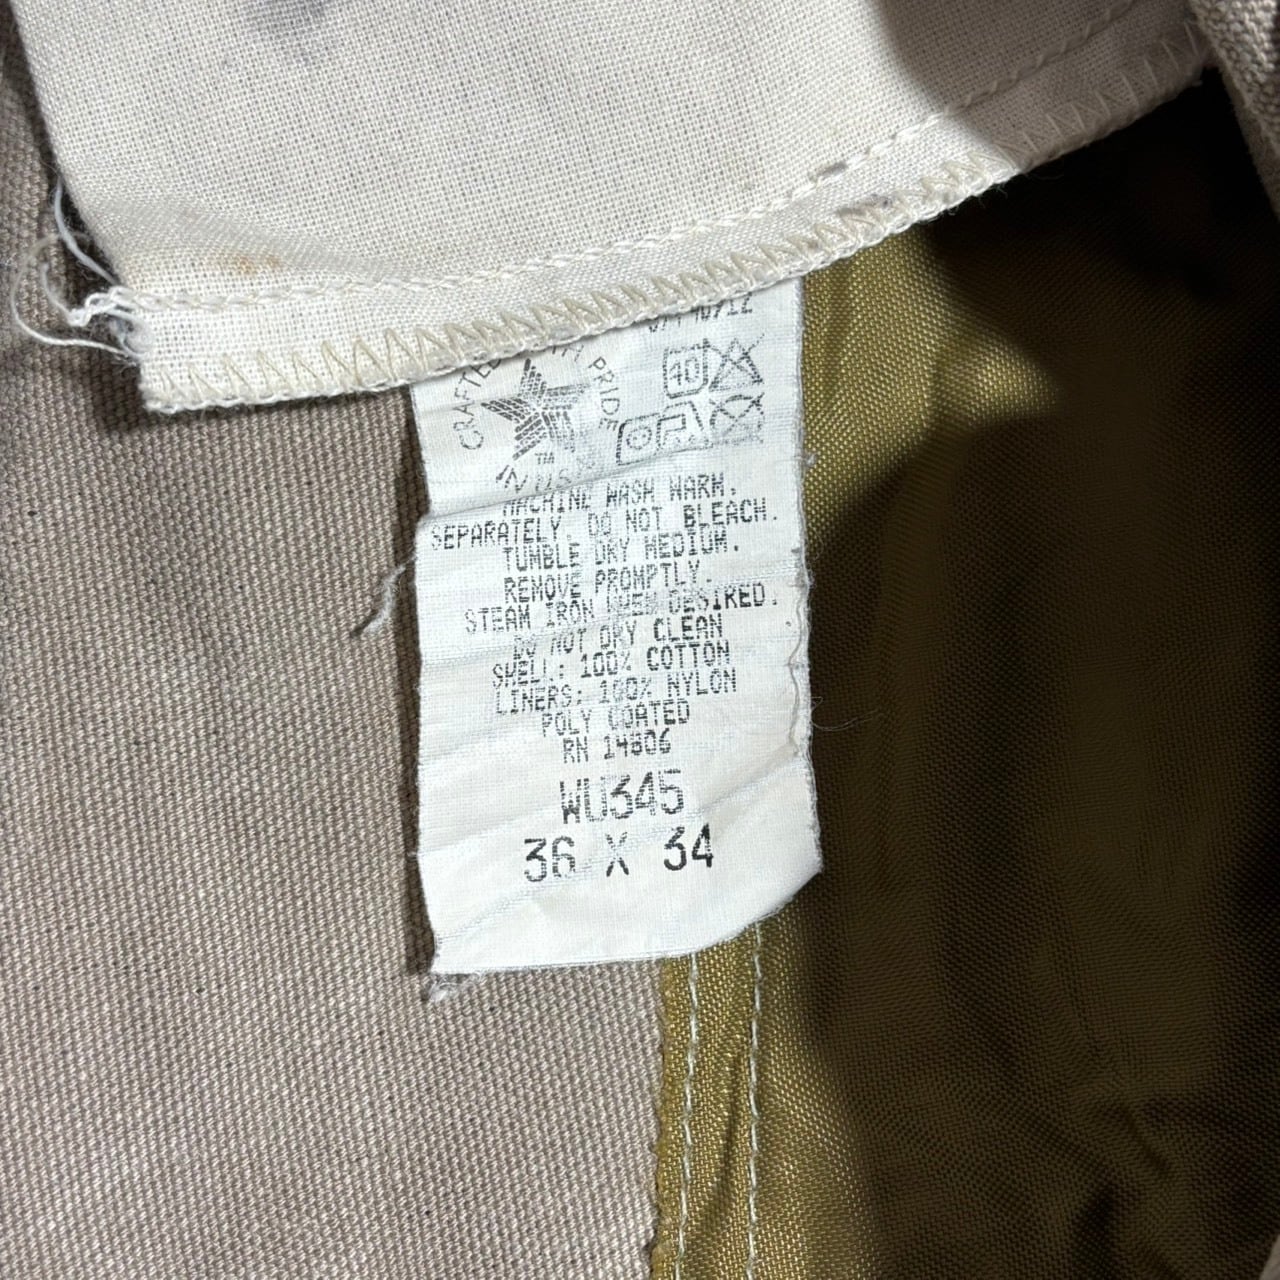 CRAFTED WITH PRIDE
IN USA
TM
40
MACHINE WASH WARM.
SEPARATELY. DO NOT BLEACH.
TUMBLE DRY MEDIUM.
REMOVE PROMPTLY.
STEAM IRON WHEN DESIRED.
DO NOT DRY CLEAN
SHELL: 100% COTTON
LINERS: 100% NYLON
POLY COATED
RN 14806
WU345
36 X 34